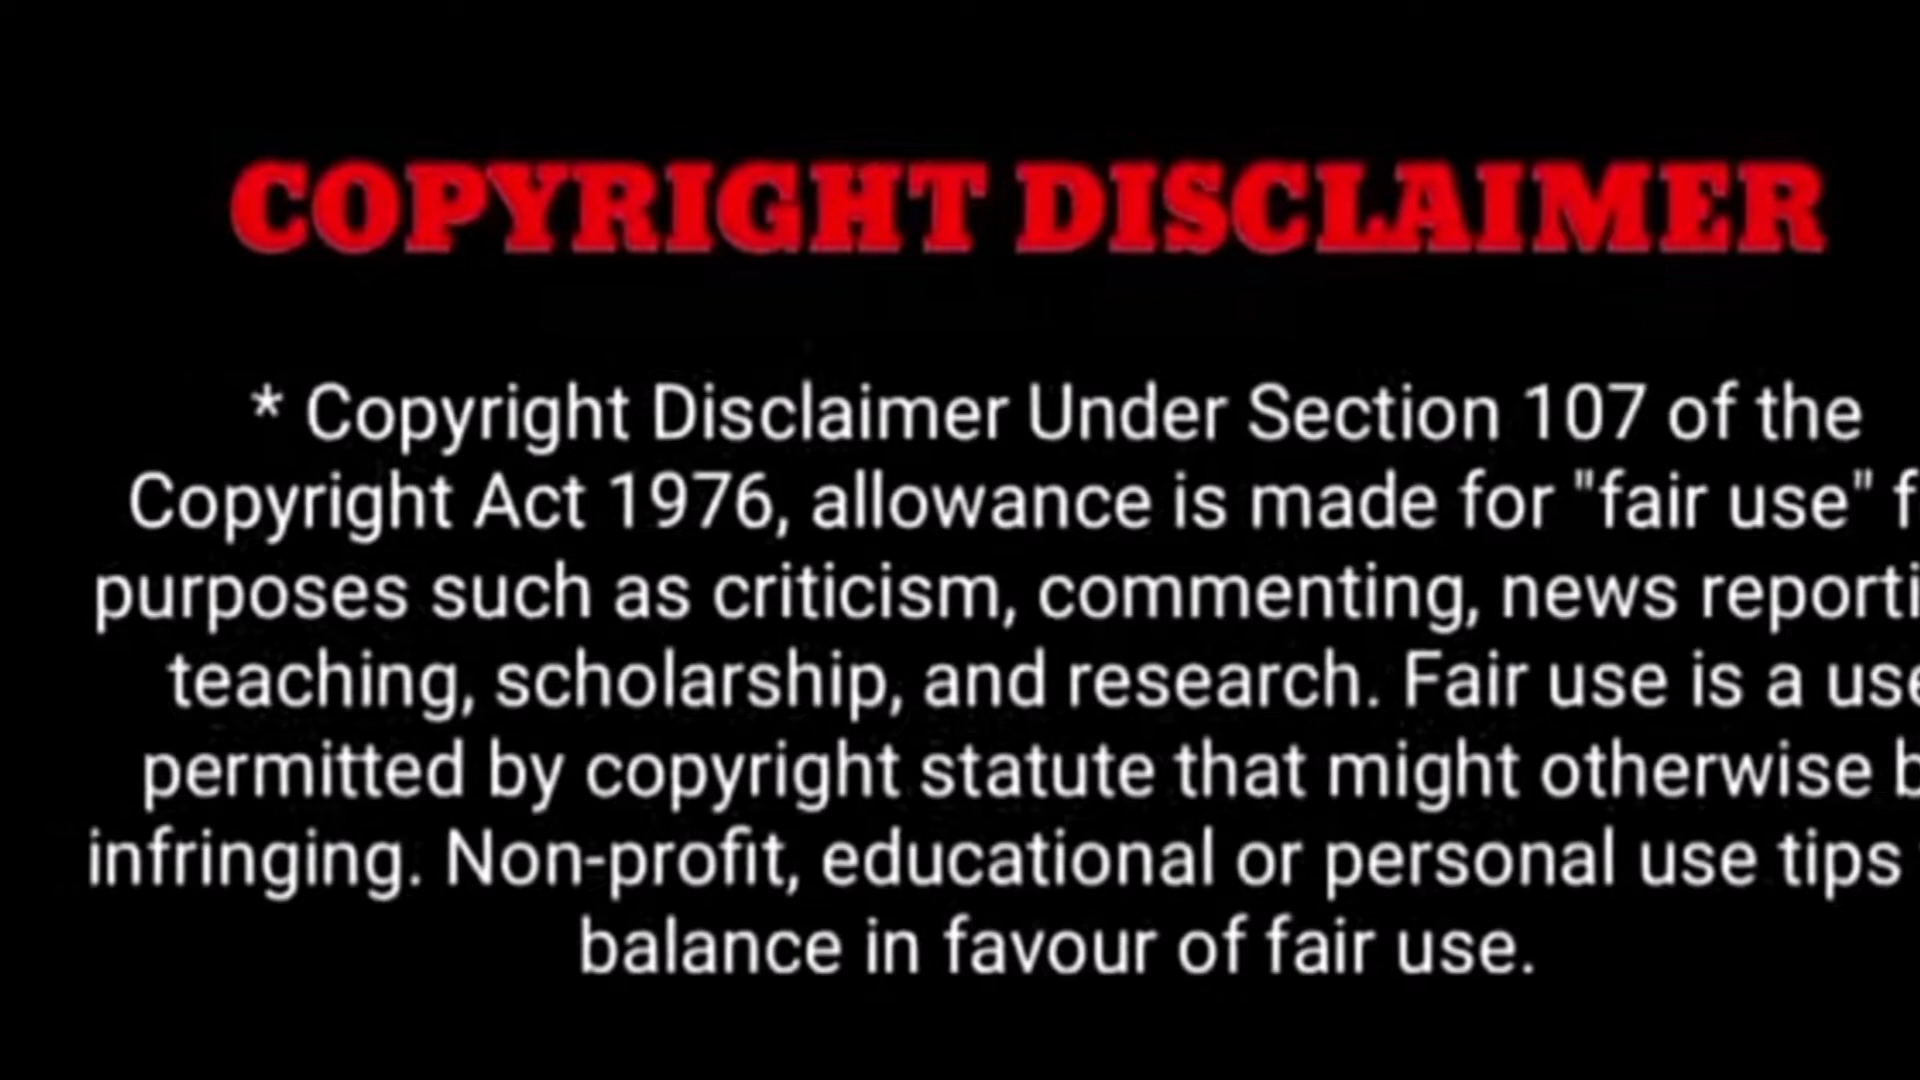 COPYRIGHT DISCLAIMER
* Copyright Disclaimer Under Section 107 of the
Copyright Act 1976, allowance is made for "fair use" f
purposes such as criticism, commenting, news reporti
teaching, scholarship, and research. Fair use is a use
permitted by copyright statute that might otherwise b
infringing. Non-profit, educational or personal use tips
balance in favour of fair use.